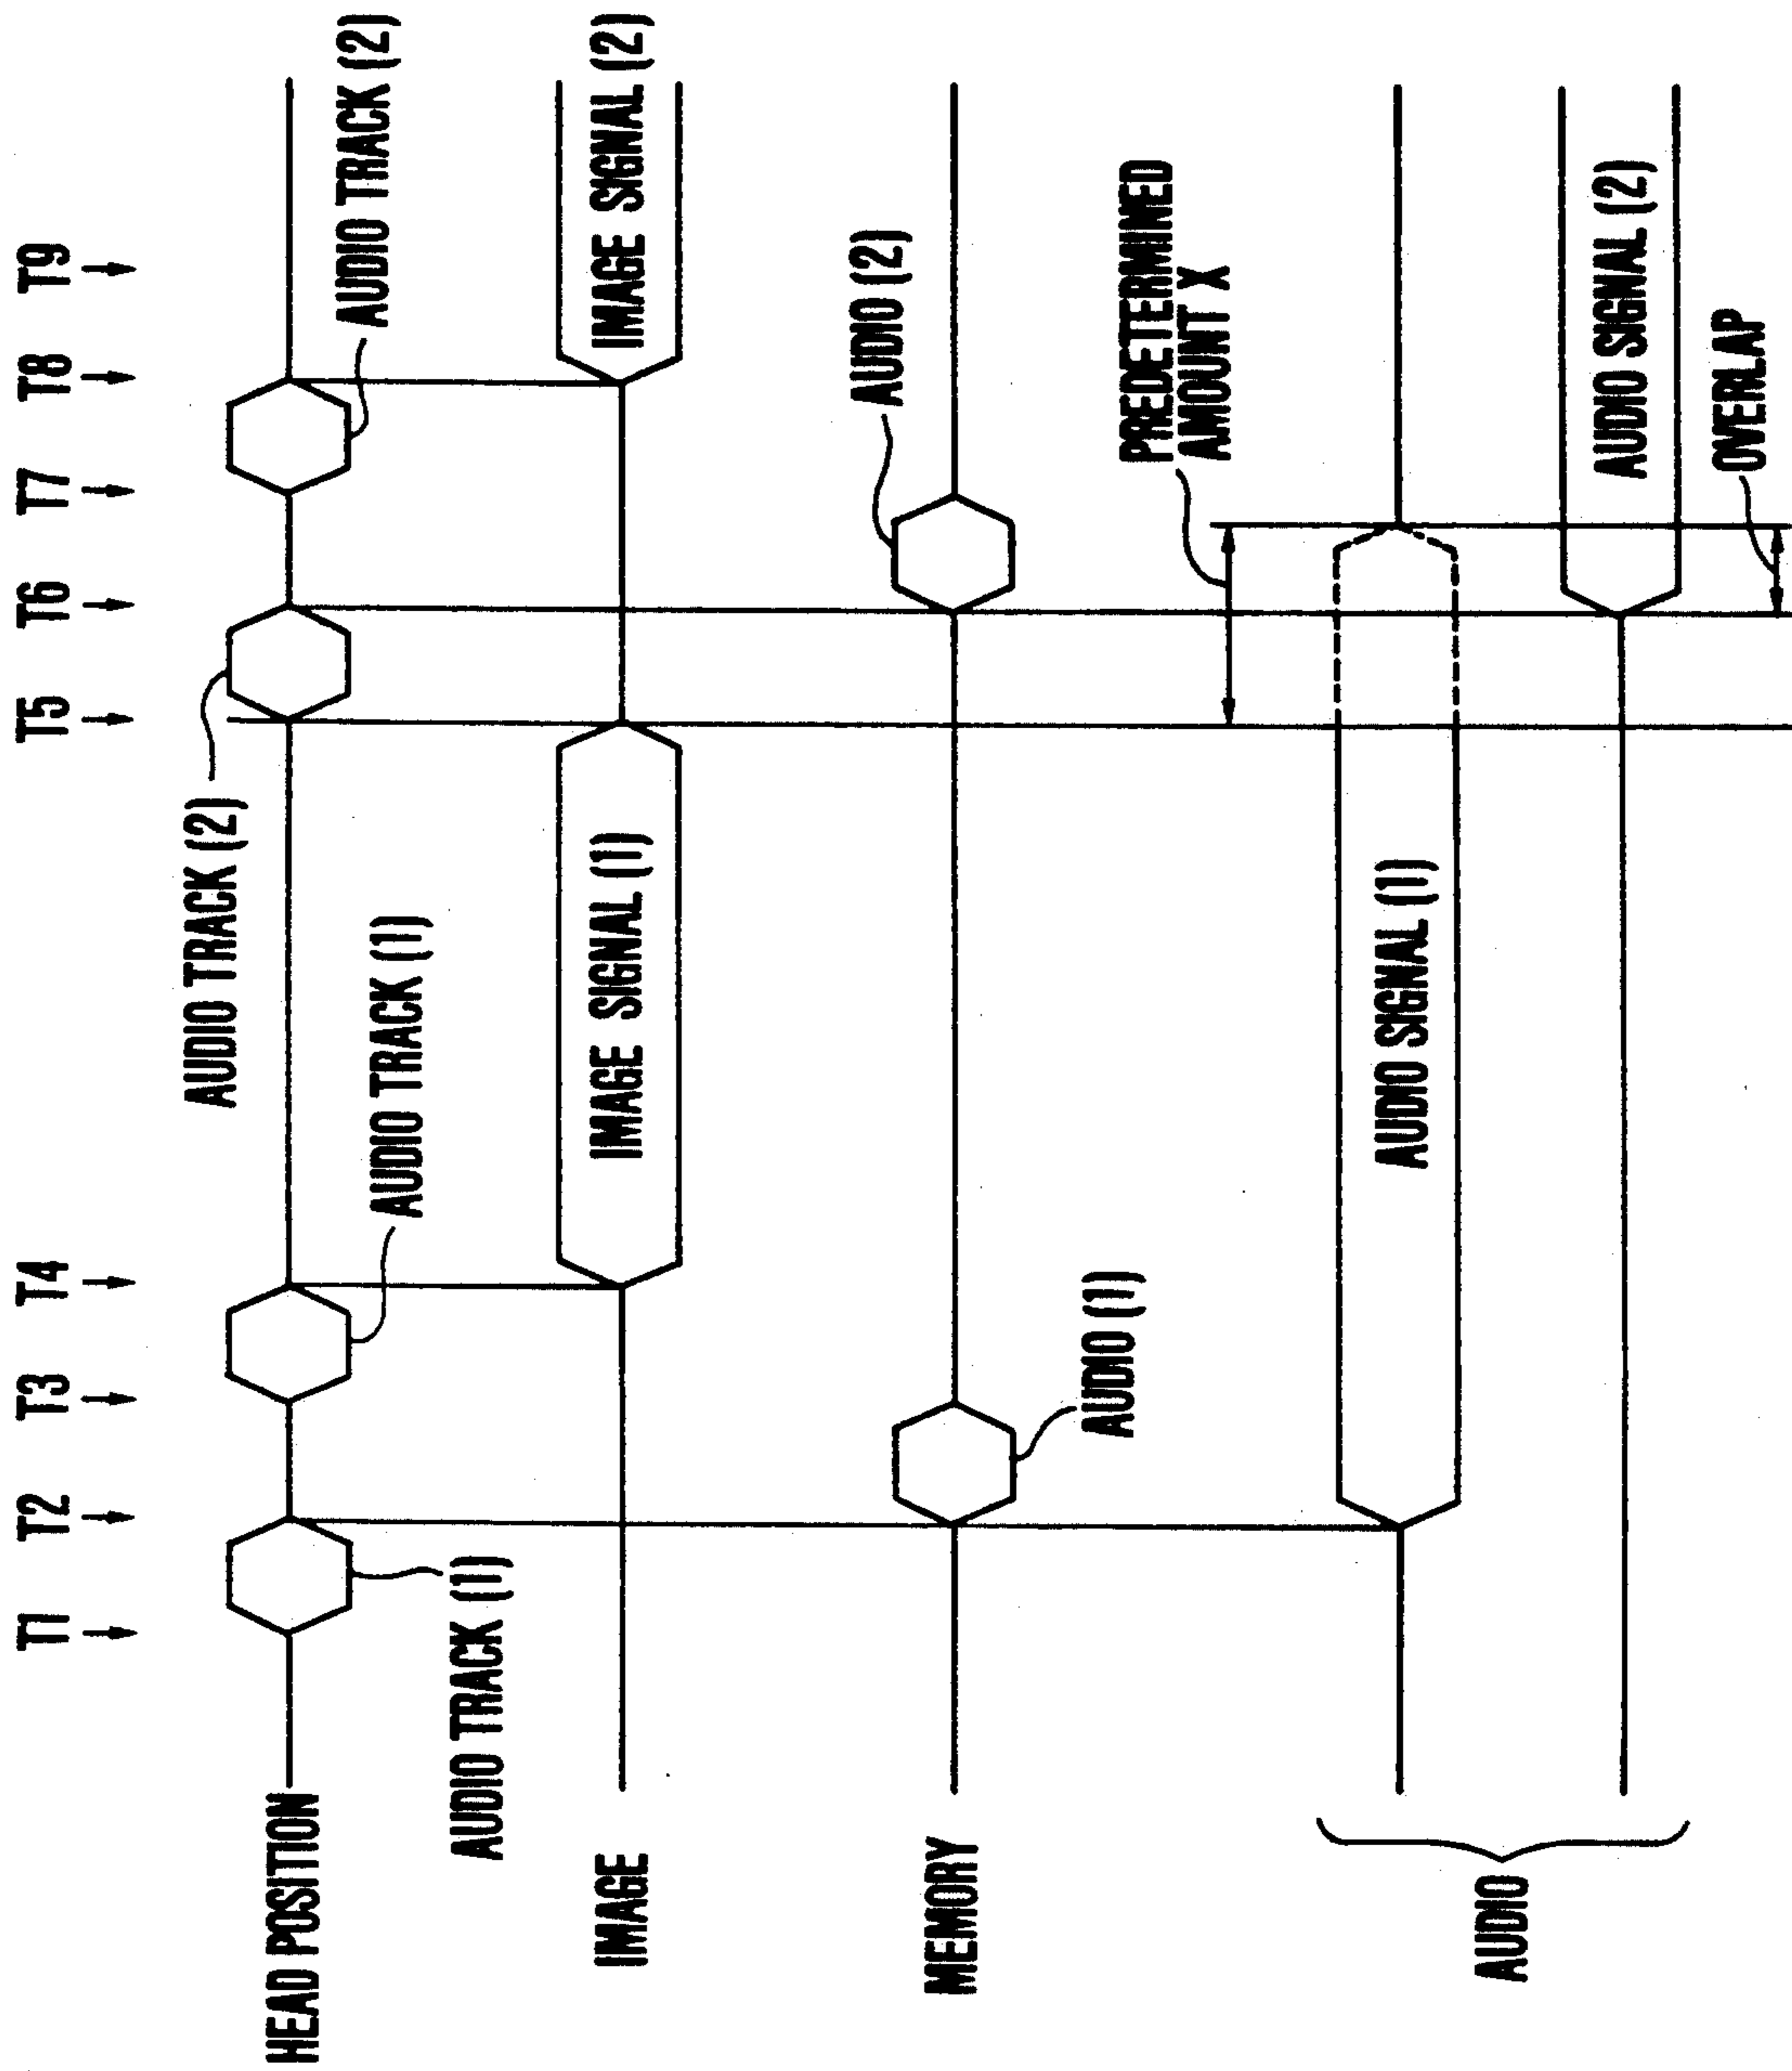 T1
T2
T3
T4
T5
T6
T7
T8
T9
HEAD POSITION
AUDIO TRACK (1)
AUDIO TRACK (1)
AUDIO TRACK (2)
AUDIO TRACK (2)
IMAGE
IMAGE SIGNAL (1)
IMAGE SIGNAL (2)
MEMORY
AUDIO (1)
AUDIO (2)
PREDETERMINED
AMOUNT X
AUDIO
AUDIO SIGNAL (1)
AUDIO SIGNAL (2)
OVERLAP